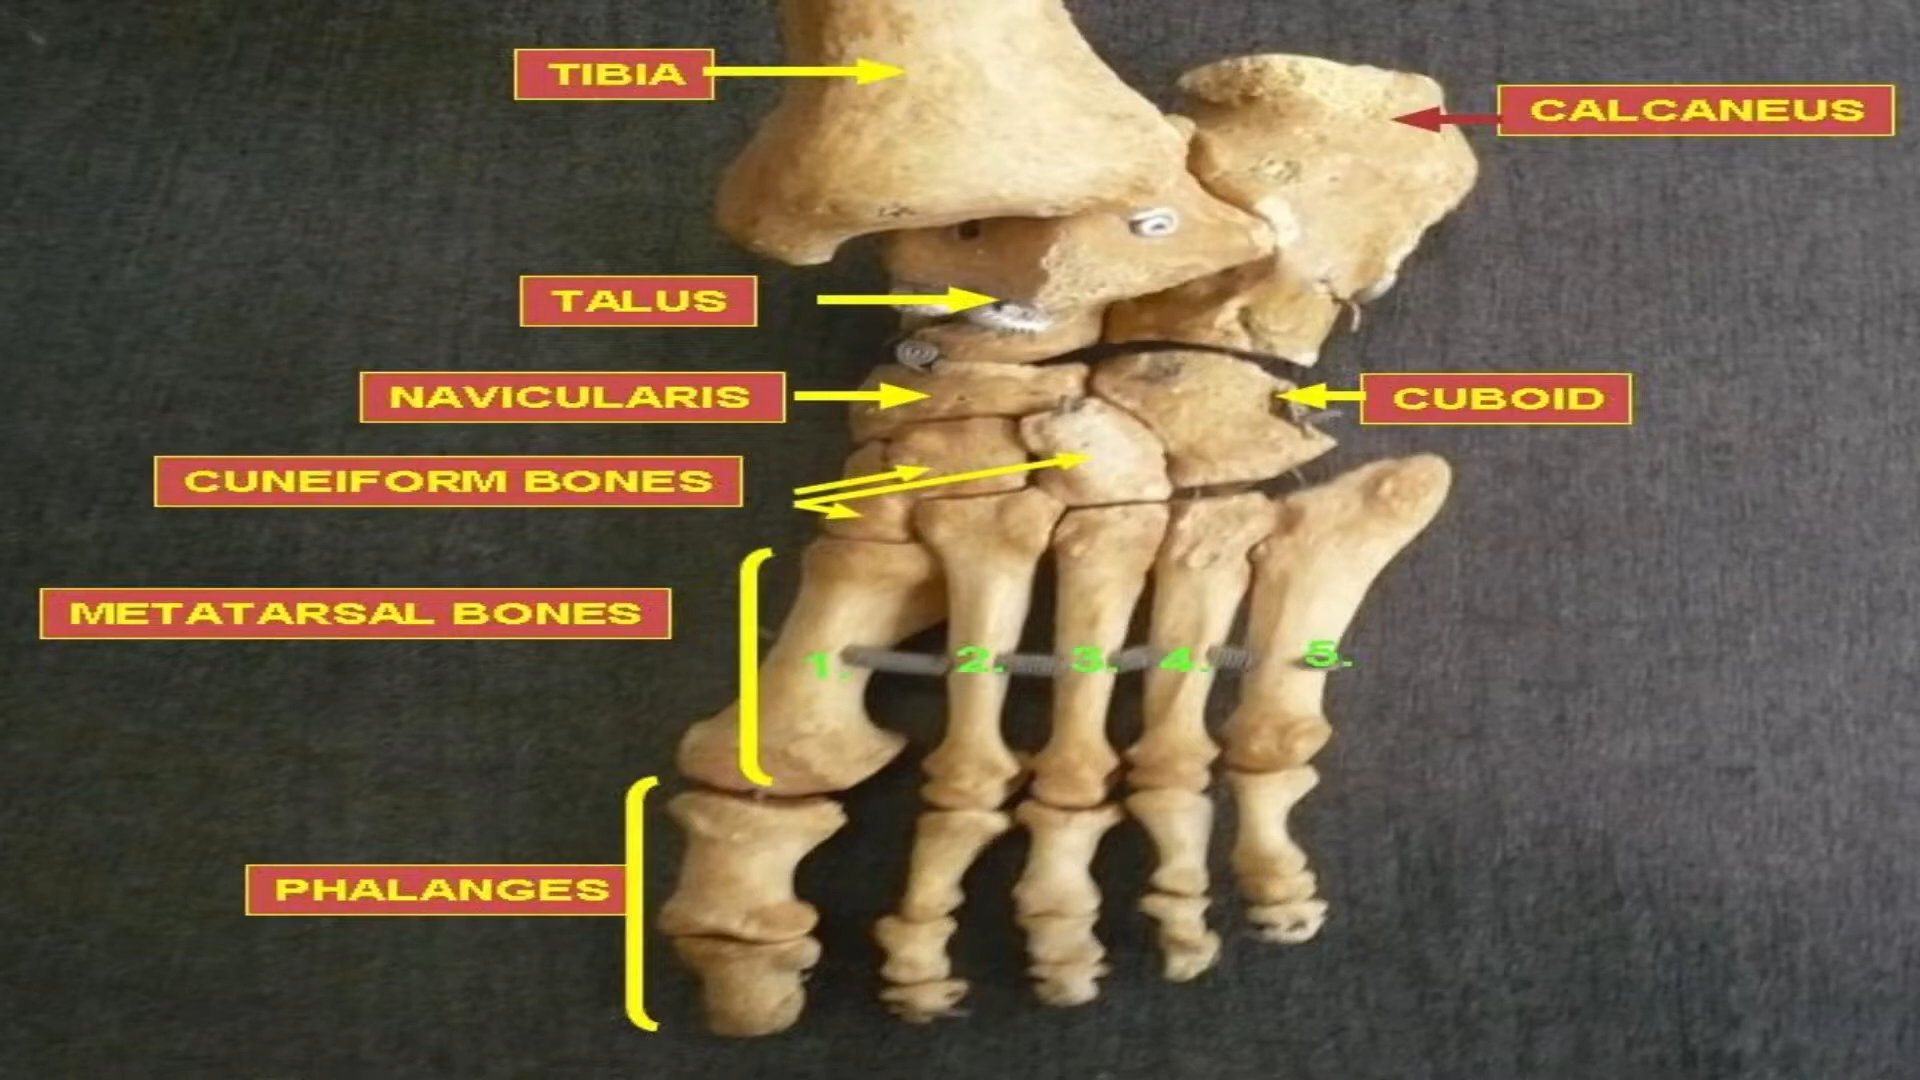 TIBIA
CALCANEUS
TALUS
NAVICULARIS
CUBOID
CUNEIFORM BONES
METATARSAL BONES
1. 2. 3. 4. 5.
PHALANGES